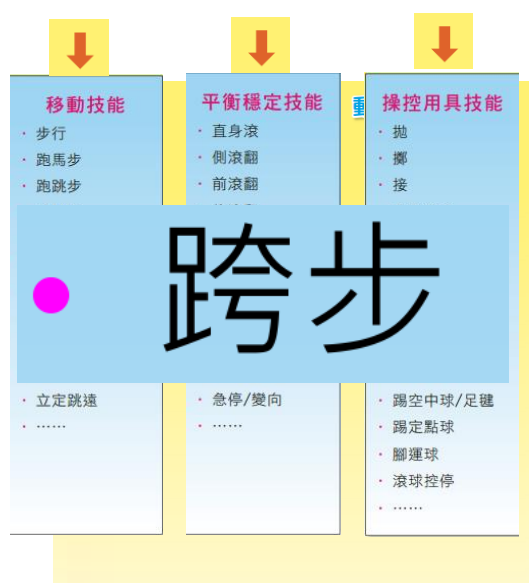 移動技能
· 步行
· 跑馬步
· 跑跳步
平衡穩定技能
· 直身滾
· 側滾翻
· 前滾翻
操控用具技能
· 拋
· 擲
· 接
跨步
· 立定跳遠
· ……
· 急停/變向
· ……
· 踢空中球/足毽
· 踢定點球
· 腳運球
· 滾球控停
· ……